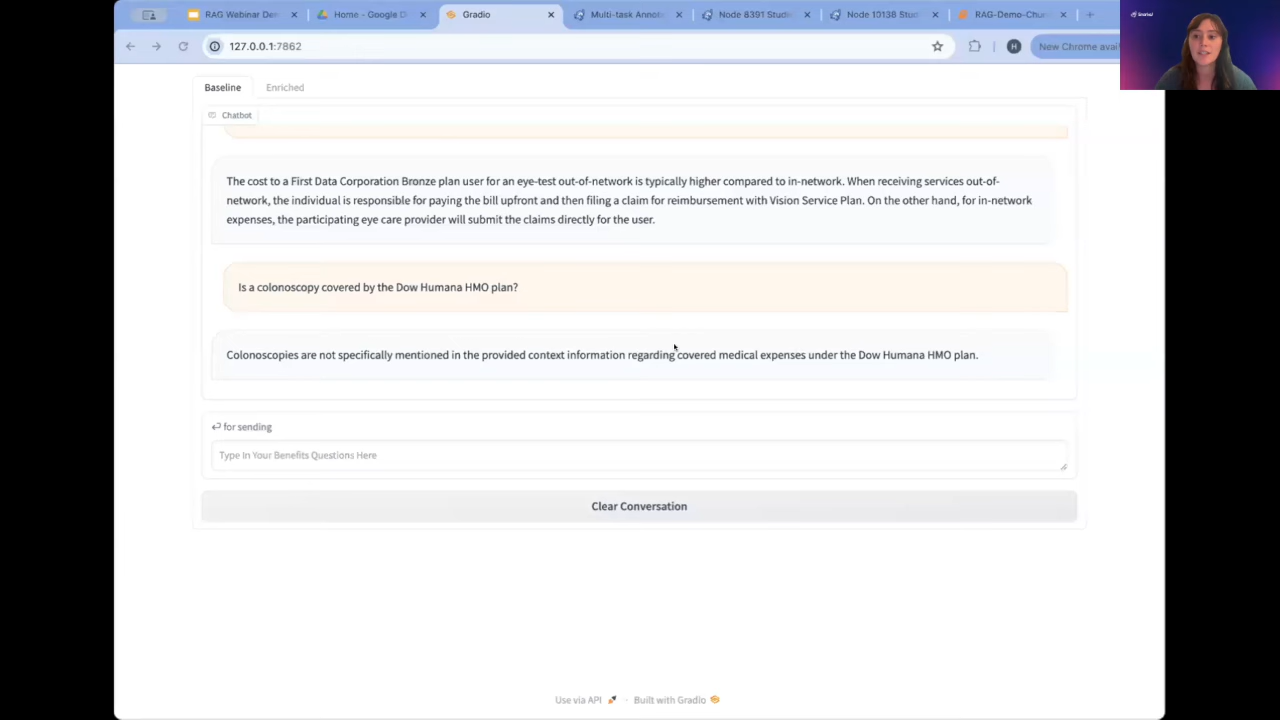 RAG Webinar Der
Home - Google D
Gradio
Multi-task Annot
Node 8391 Studi
Node 10138 Stud
RAG-Demo-Chu
127.0.0.1:7862
H
New Chrome avai
Baseline
Enriched
Chatbot
The cost to a First Data Corporation Bronze plan user for an eye-test out-of-network is typically higher compared to in-network. When receiving services out-of-
network, the individual is responsible for paying the bill upfront and then filing a claim for reimbursement with Vision Service Plan. On the other hand, for in-network
expenses, the participating eye care provider will submit the claims directly for the user.
Is a colonoscopy covered by the Dow Humana HMO plan?
Colonoscopies are not specifically mentioned in the provided context information regarding covered medical expenses under the Dow Humana HMO plan.
↵ for sending
Type In Your Benefits Questions Here
Clear Conversation
Use via API
·
Built with Gradio